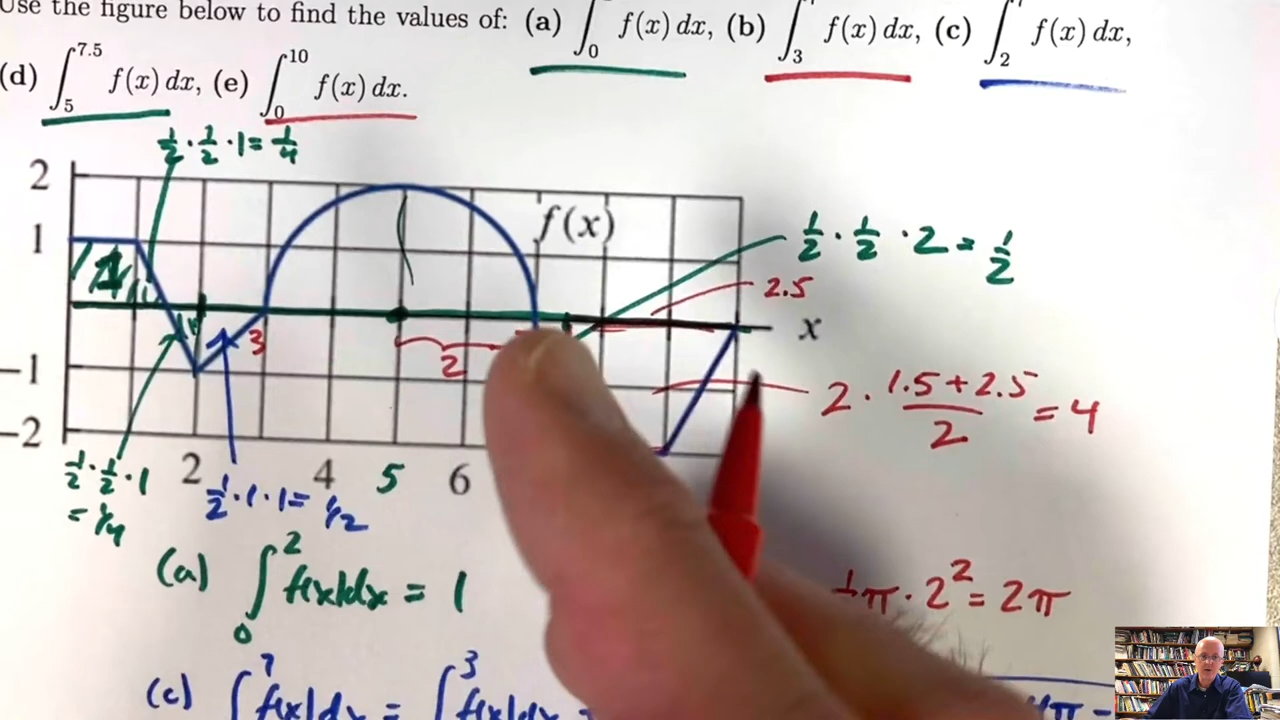 Use the figure below to find the values of: (a) ∫₀ f(x) dx, (b) ∫₃ f(x) dx, (c) ∫₂ f(x) dx,
(d) ∫₅^7.5 f(x) dx, (e) ∫₀^10 f(x) dx.
½ · ½ · 1 = ¼
2
1
-1
-2
f(x)
x
½ · ½ · 2 = ½
2.5
3
2
2 · (1.5 + 2.5)/2 = 4
2
4
5
6
½ · ½ · 1
= ¼
½ · 1 · 1 = ½
(a) ∫₀² f(x)dx = 1
π · 2² = 2π
(c) ∫⁷ f(x)dx = ∫³ f(x)dx